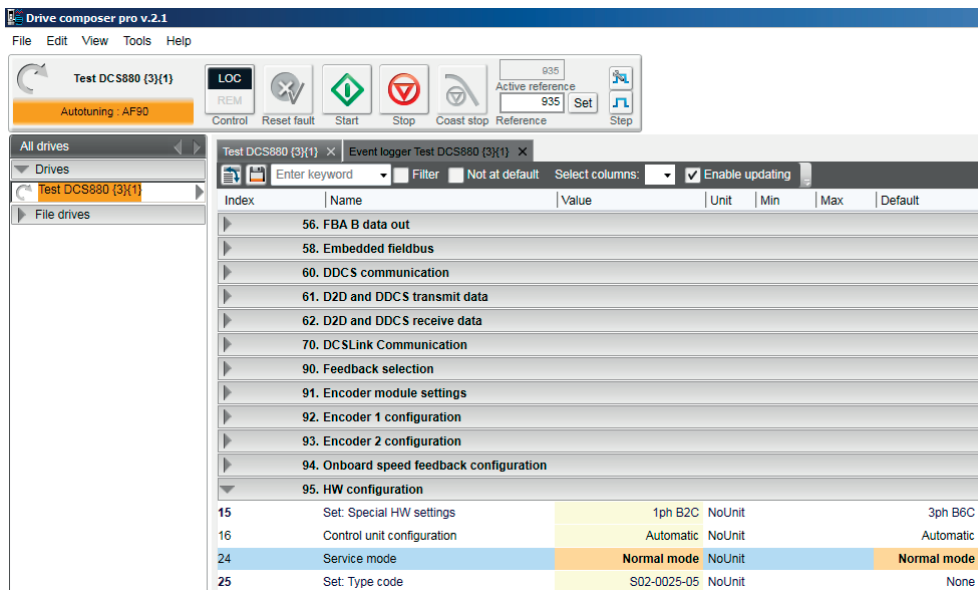 Drive composer pro v.2.1
File Edit View Tools Help
Test DCS880 {3}{1}
Autotuning : AF90
LOC
REM
Control
Reset fault
Start
Stop
Coast stop
935
Active reference
935 Set
Reference
Step
All drives
Drives
Test DCS880 {3}{1}
File drives
Test DCS880 {3}{1} Event logger Test DCS880 {3}{1}
Enter keyword Filter Not at default Select columns: Enable updating
Index Name Value Unit Min Max Default
56. FBA B data out
58. Embedded fieldbus
60. DDCS communication
61. D2D and DDCS transmit data
62. D2D and DDCS receive data
70. DCSLink Communication
90. Feedback selection
91. Encoder module settings
92. Encoder 1 configuration
93. Encoder 2 configuration
94. Onboard speed feedback configuration
95. HW configuration
15 Set: Special HW settings 1ph B2C NoUnit 3ph B6C
16 Control unit configuration Automatic NoUnit Automatic
24 Service mode Normal mode NoUnit Normal mode
25 Set: Type code S02-0025-05 NoUnit None